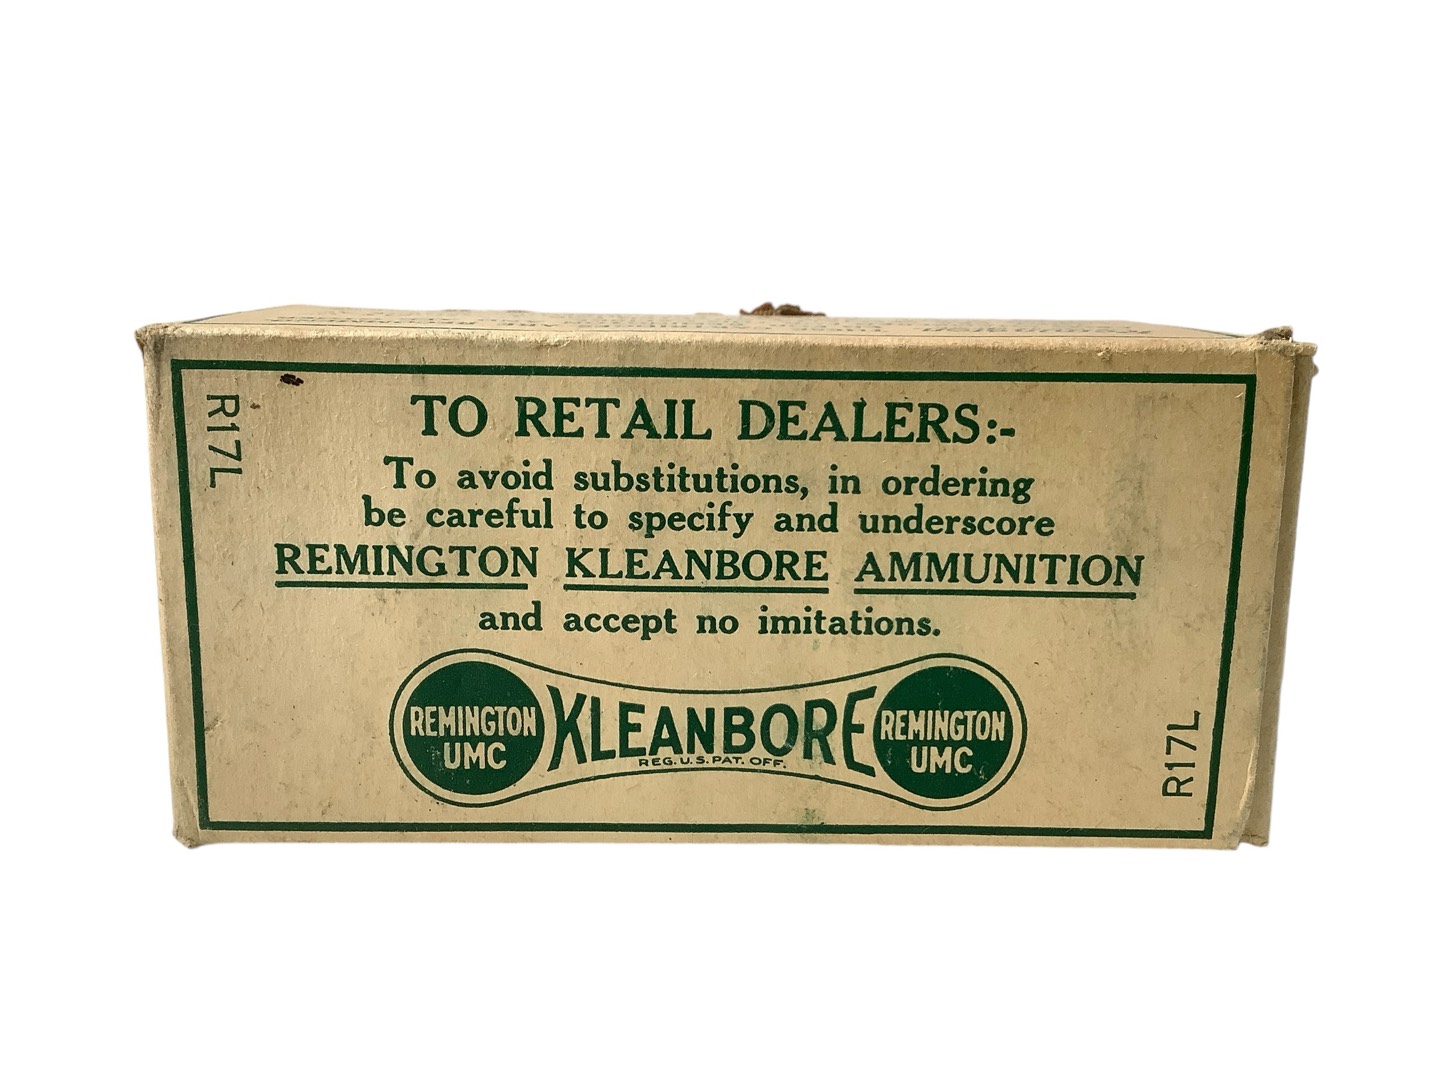 R17L
TO RETAIL DEALERS:-
To avoid substitutions, in ordering
be careful to specify and underscore
REMINGTON KLEANBORE AMMUNITION
and accept no imitations.
REMINGTON
UMC
KLEANBORE
REG. U.S. PAT. OFF.
REMINGTON
UMC
R17L